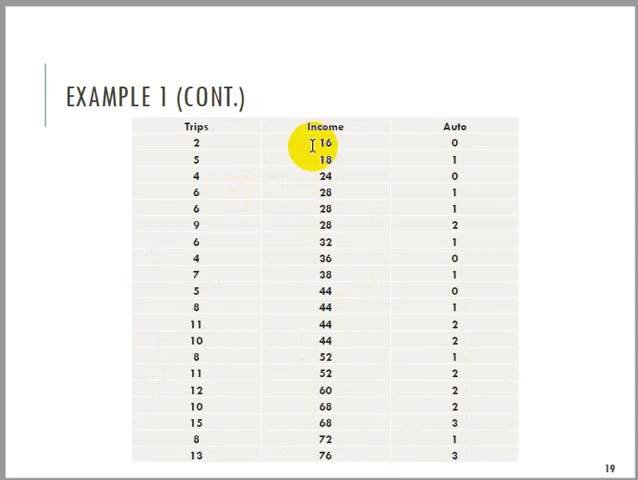 EXAMPLE 1 (CONT.)
Trips Income Auto
2 16 0
5 18 1
4 24 0
6 28 1
6 28 1
9 28 2
6 32 1
4 36 0
7 38 1
5 44 0
8 44 1
11 44 2
10 44 2
8 52 1
11 52 2
12 60 2
10 68 2
15 68 3
8 72 1
13 76 3
19